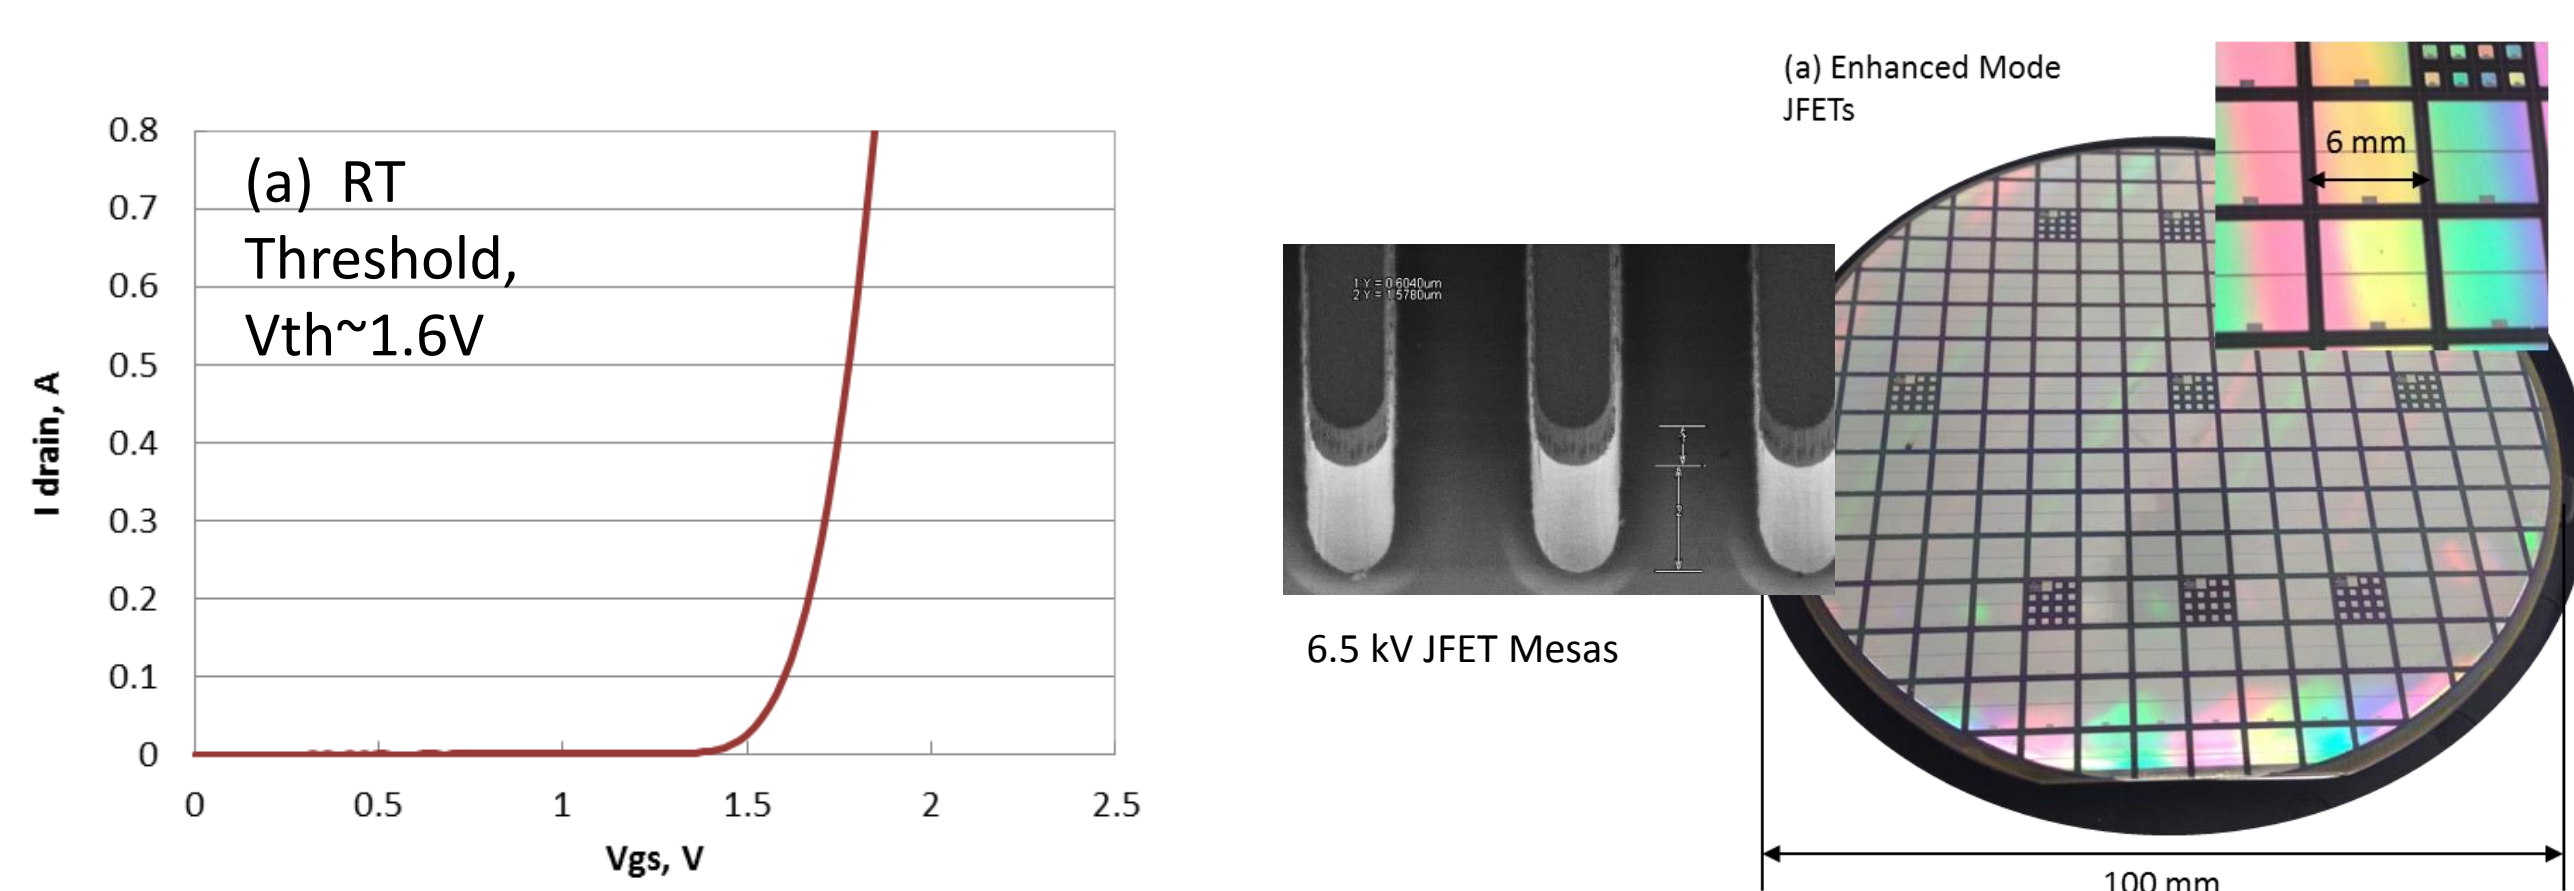 0.8
0.7
0.6
0.5
0.4
0.3
0.2
0.1
0
I drain, A
(a) RT
Threshold,
Vth~1.6V
0 0.5 1 1.5 2 2.5
Vgs, V
1:Y = 0.6040um
2:Y = 1.5780um
1
2
6.5 kV JFET Mesas
(a) Enhanced Mode
JFETs
6 mm
100 mm